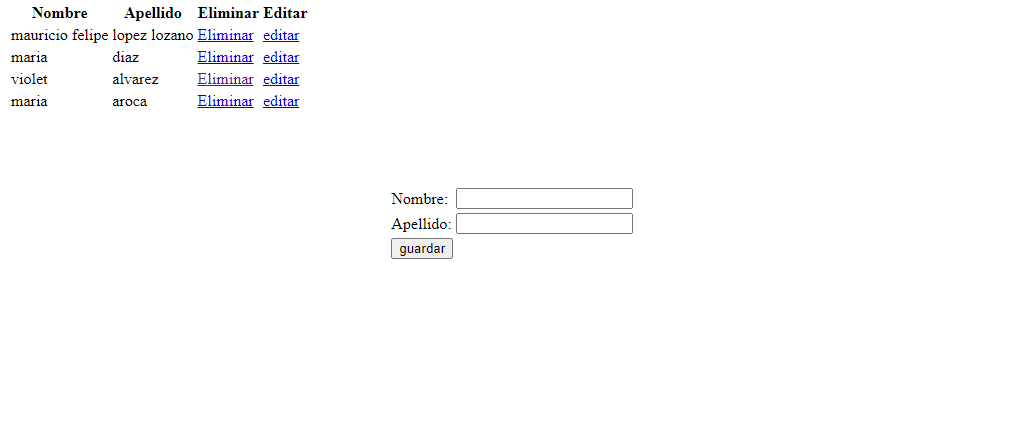 Nombre Apellido Eliminar Editar
mauricio felipe lopez lozano Eliminar editar
maria diaz Eliminar editar
violet alvarez Eliminar editar
maria aroca Eliminar editar
Nombre:
Apellido:
guardar